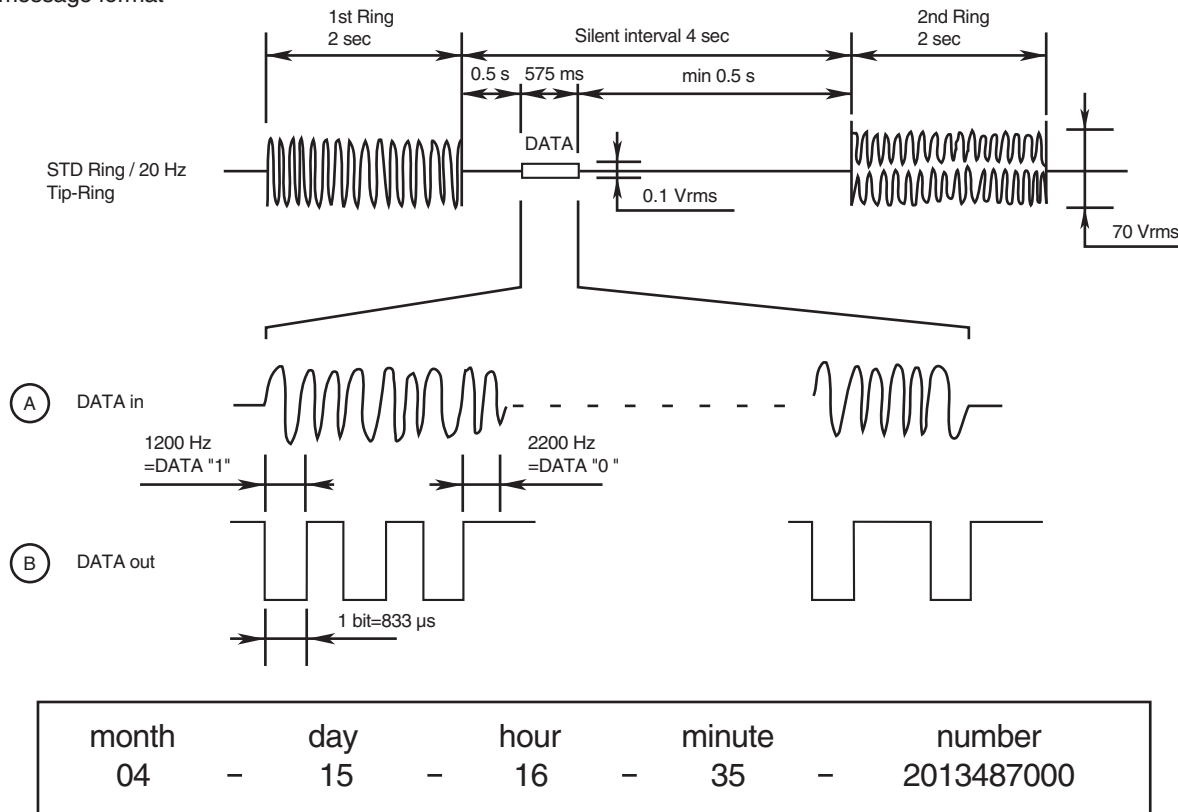 message format
1st Ring
2 sec
Silent interval 4 sec
2nd Ring
2 sec
0.5 s
575 ms
min 0.5 s
DATA
STD Ring / 20 Hz
Tip-Ring
0.1 Vrms
70 Vrms
A
DATA in
1200 Hz
=DATA "1"
2200 Hz
=DATA "0 "
B
DATA out
1 bit=833 µs
month day hour minute number
04 – 15 – 16 – 35 – 2013487000